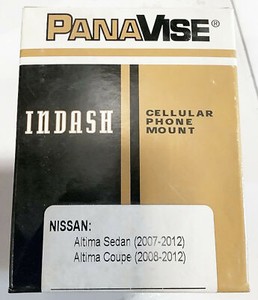 PANAVISE®
INDASH
CELLULAR
PHONE
MOUNT
NISSAN:
Altima Sedan (2007-2012)
Altima Coupe (2008-2012)